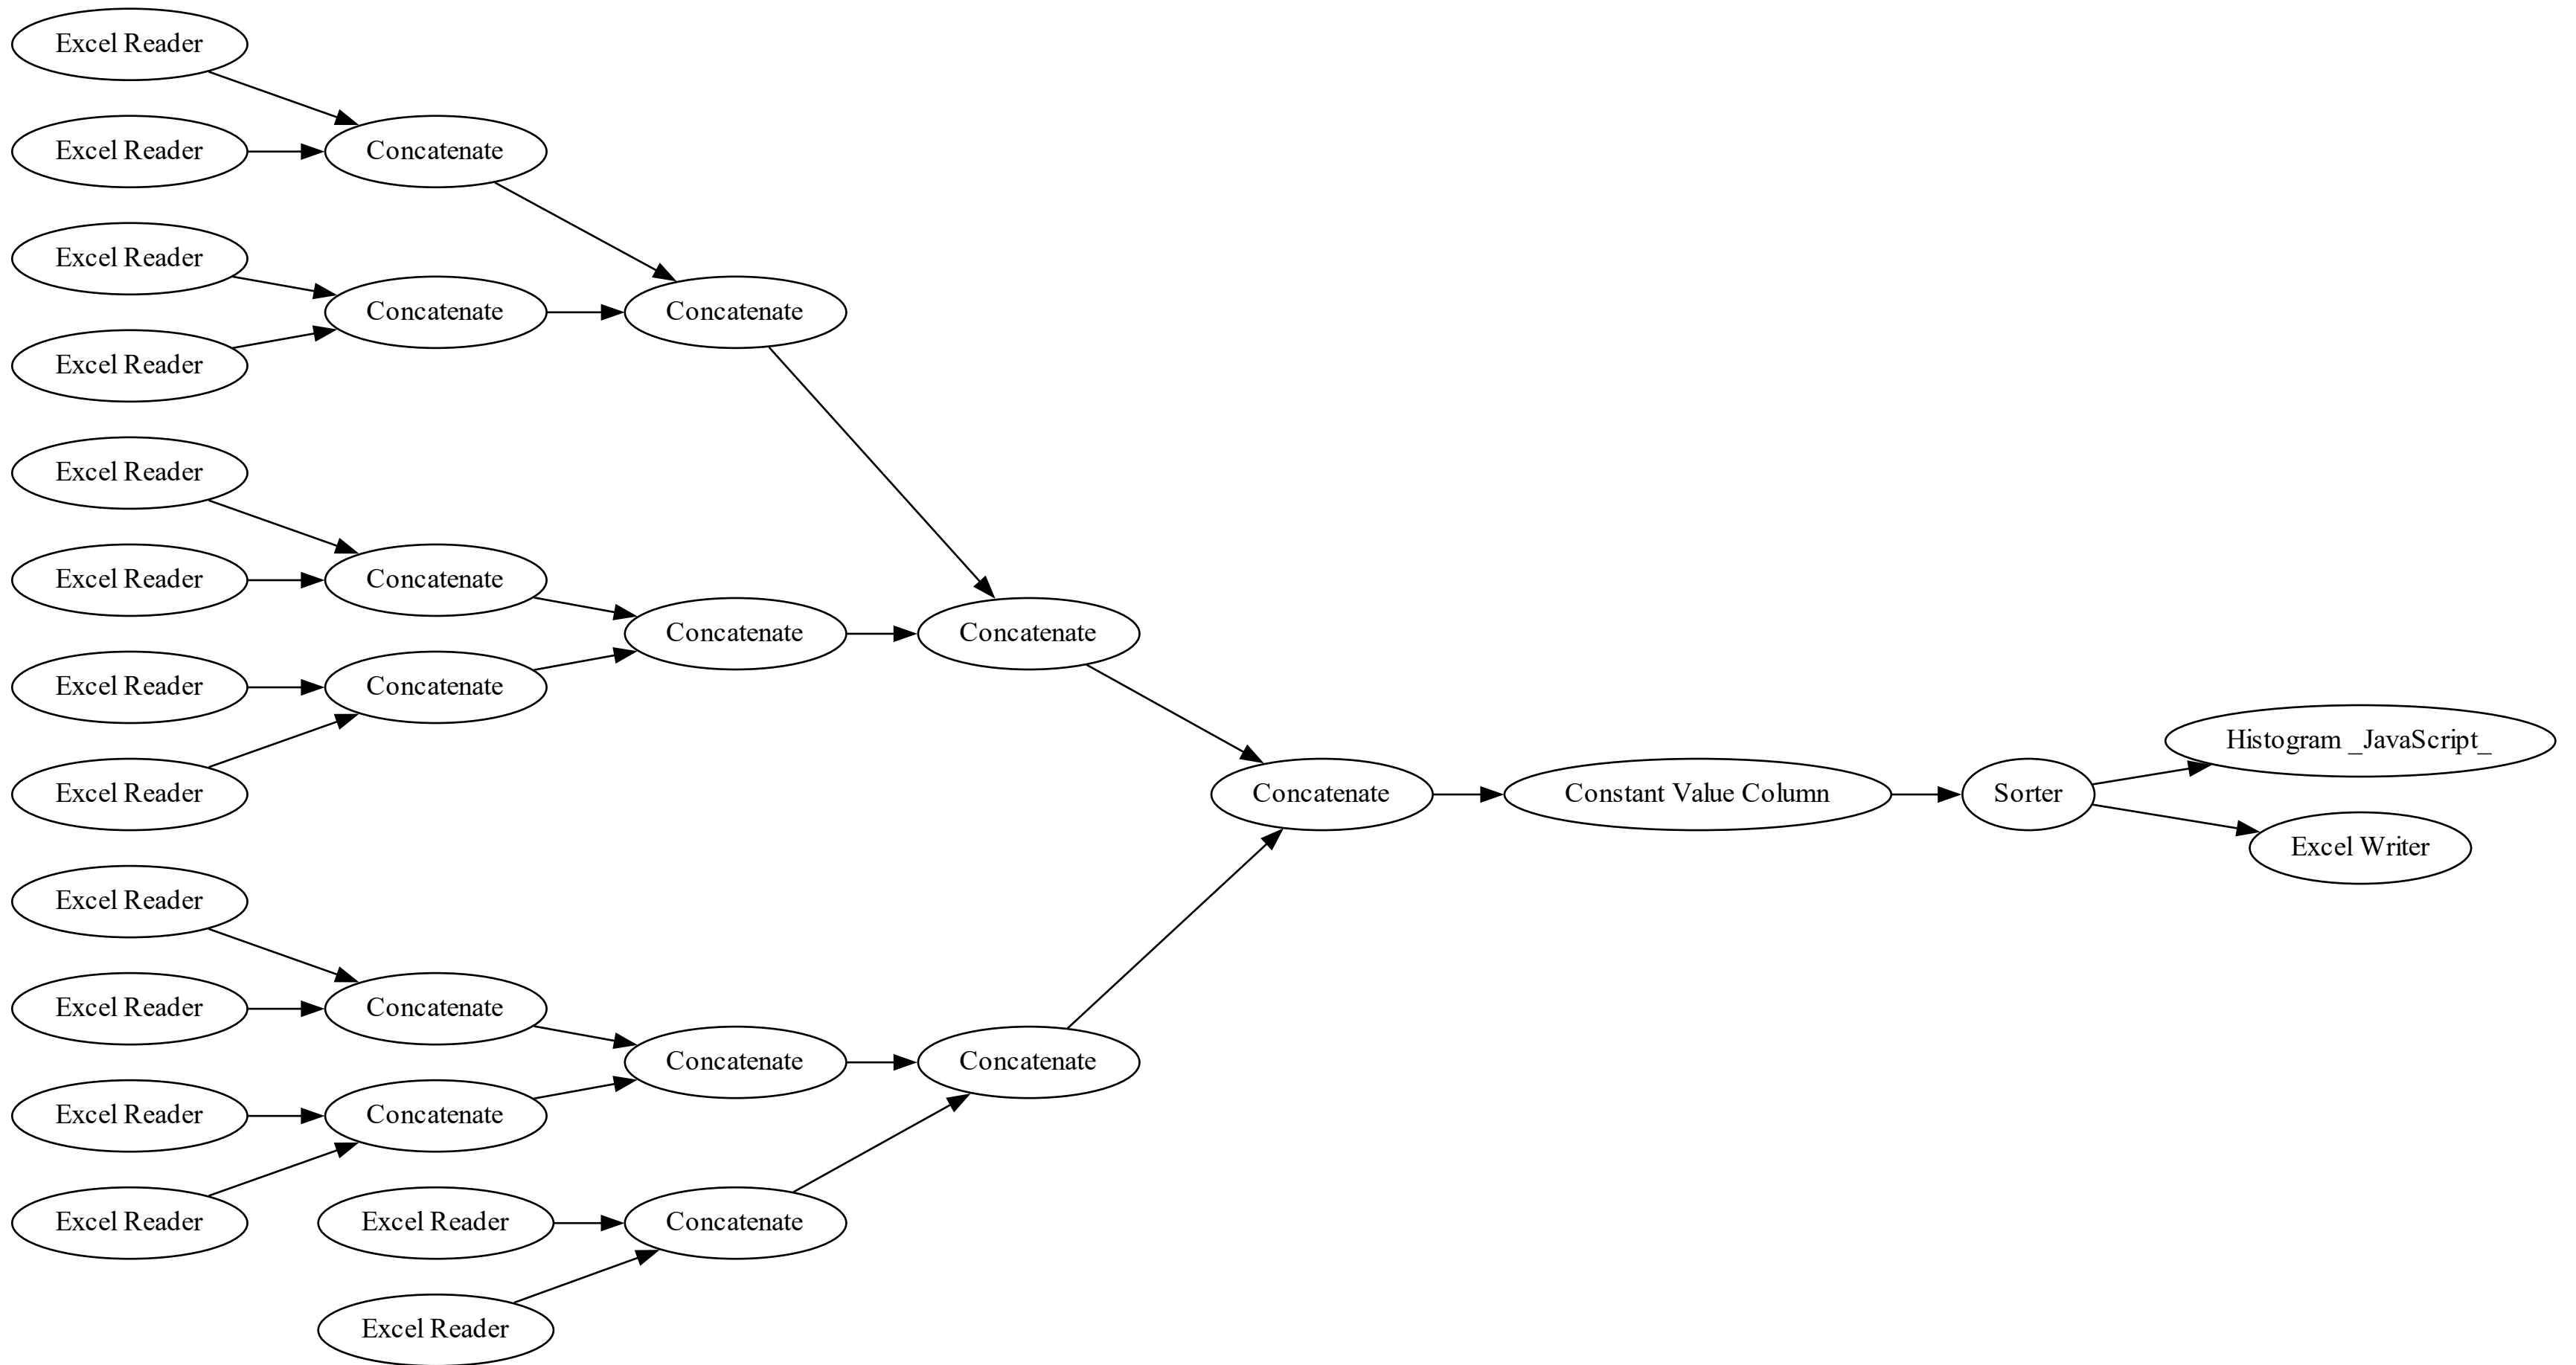 Excel Reader
Excel Reader
Concatenate
Excel Reader
Concatenate
Concatenate
Excel Reader
Excel Reader
Excel Reader
Concatenate
Concatenate
Concatenate
Excel Reader
Concatenate
Excel Reader
Histogram _JavaScript_
Concatenate
Constant Value Column
Sorter
Excel Writer
Excel Reader
Excel Reader
Concatenate
Concatenate
Concatenate
Excel Reader
Concatenate
Excel Reader
Excel Reader
Concatenate
Excel Reader